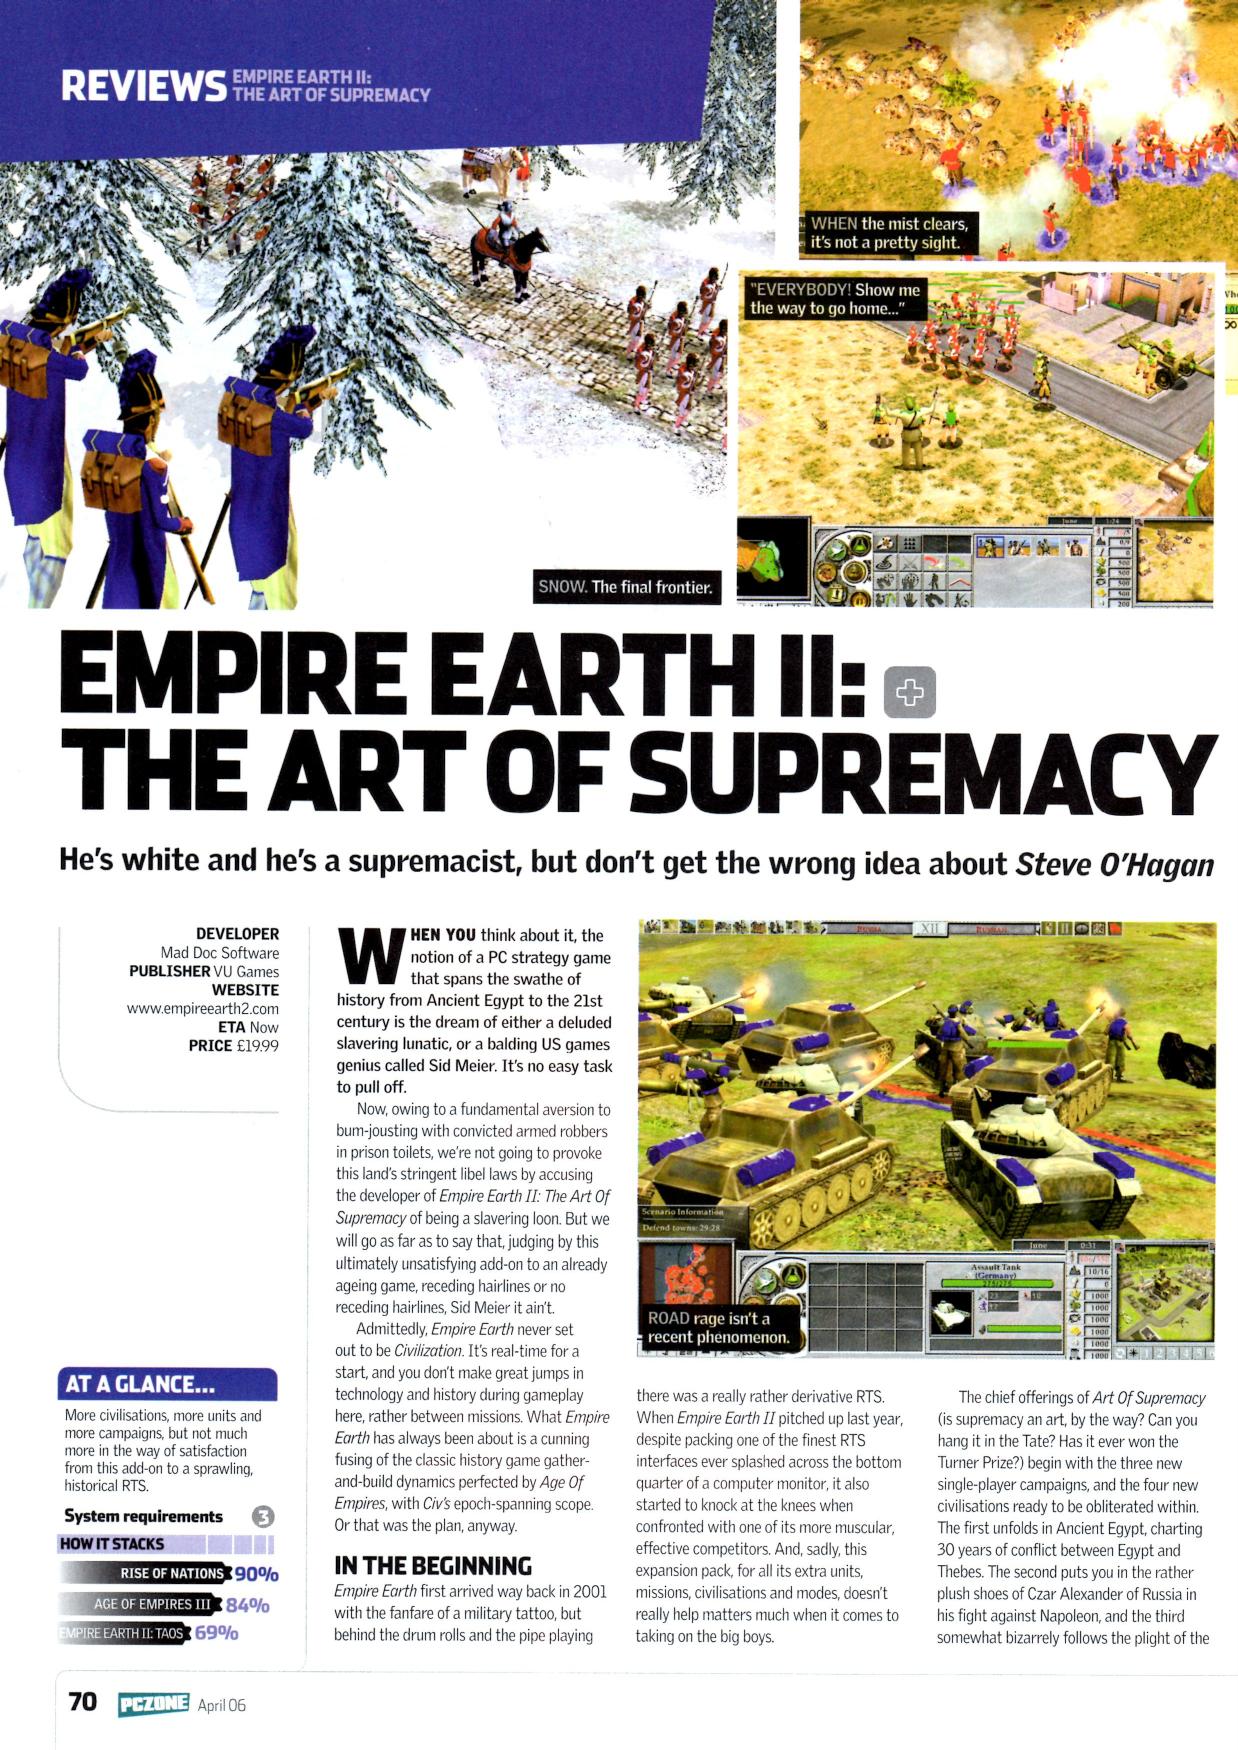 REVIEWS EMPIRE EARTH II:
THE ART OF SUPREMACY
WHEN the mist clears,
it's not a pretty sight.
"EVERYBODY! Show me
the way to go home..."
June 1:24
SNOW. The final frontier.
EMPIRE EARTH II:
THE ART OF SUPREMACY
He's white and he's a supremacist, but don't get the wrong idea about Steve O'Hagan
DEVELOPER
Mad Doc Software
PUBLISHER VU Games
WEBSITE
www.empireearth2.com
ETA Now
PRICE £19.99
AT A GLANCE...
More civilisations, more units and
more campaigns, but not much
more in the way of satisfaction
from this add-on to a sprawling,
historical RTS.
System requirements 3
HOW IT STACKS
RISE OF NATIONS 90%
AGE OF EMPIRES III 84%
EMPIRE EARTH II: TAOS 69%
WHEN YOU think about it, the
notion of a PC strategy game
that spans the swathe of
history from Ancient Egypt to the 21st
century is the dream of either a deluded
slavering lunatic, or a balding US games
genius called Sid Meier. It's no easy task
to pull off.
Now, owing to a fundamental aversion to
bum-jousting with convicted armed robbers
in prison toilets, we're not going to provoke
this land's stringent libel laws by accusing
the developer of Empire Earth II: The Art Of
Supremacy of being a slavering loon. But we
will go as far as to say that, judging by this
ultimately unsatisfying add-on to an already
ageing game, receding hairlines or no
receding hairlines, Sid Meier it ain't.
Admittedly, Empire Earth never set
out to be Civilization. It's real-time for a
start, and you don't make great jumps in
technology and history during gameplay
here, rather between missions. What Empire
Earth has always been about is a cunning
fusing of the classic history game gather-
and-build dynamics perfected by Age Of
Empires, with Civ's epoch-spanning scope.
Or that was the plan, anyway.
IN THE BEGINNING
Empire Earth first arrived way back in 2001
with the fanfare of a military tattoo, but
behind the drum rolls and the pipe playing
XII
Scenario Information
Defend towns: 29:28
June 0:31
Assault Tank
(Germany)
10/16
1000
1000
1000
1000
1000
ROAD rage isn't a
recent phenomenon.
there was a really rather derivative RTS.
When Empire Earth II pitched up last year,
despite packing one of the finest RTS
interfaces ever splashed across the bottom
quarter of a computer monitor, it also
started to knock at the knees when
confronted with one of its more muscular,
effective competitors. And, sadly, this
expansion pack, for all its extra units,
missions, civilisations and modes, doesn't
really help matters much when it comes to
taking on the big boys.
The chief offerings of Art Of Supremacy
(is supremacy an art, by the way? Can you
hang it in the Tate? Has it ever won the
Turner Prize?) begin with the three new
single-player campaigns, and the four new
civilisations ready to be obliterated within.
The first unfolds in Ancient Egypt, charting
30 years of conflict between Egypt and
Thebes. The second puts you in the rather
plush shoes of Czar Alexander of Russia in
his fight against Napoleon, and the third
somewhat bizarrely follows the plight of the
70 PCZONE April 06